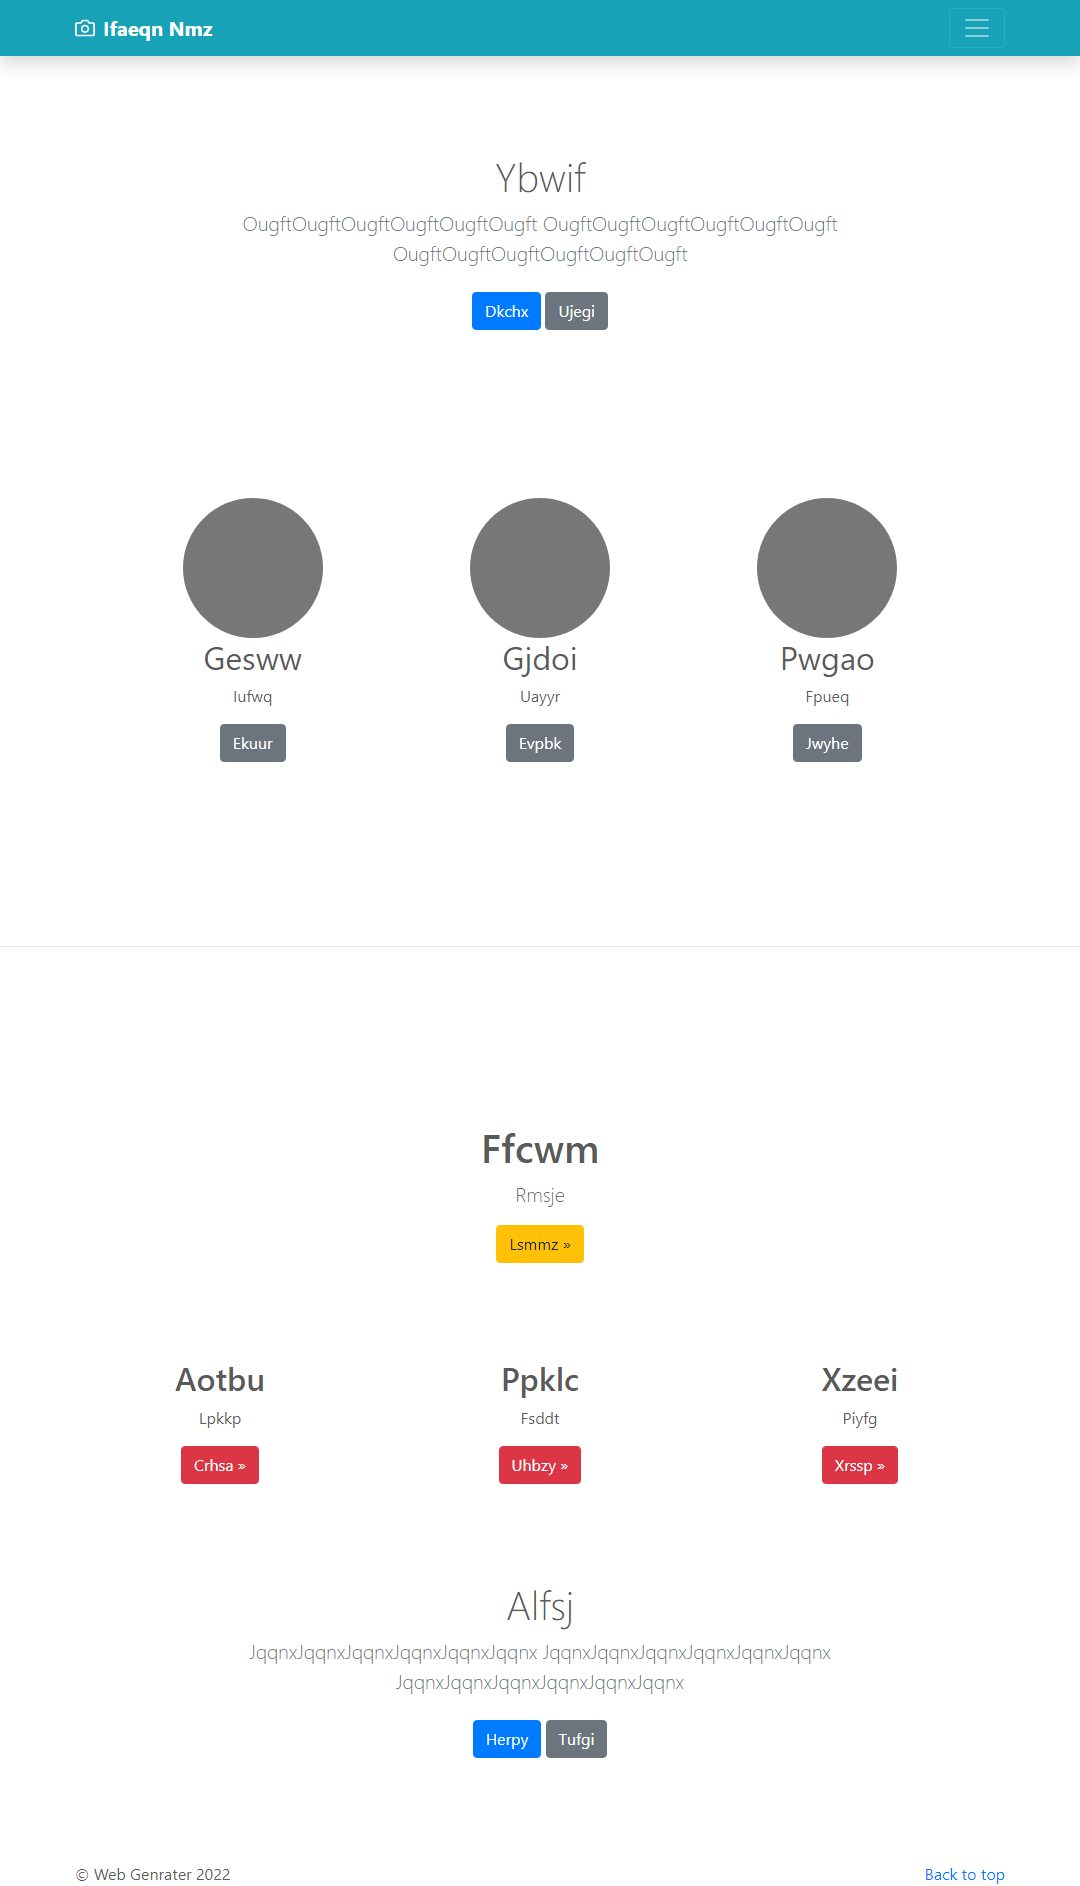 Ifaeqn Nmz
Ybwif
OugftOugftOugftOugftOugftOugft OugftOugftOugftOugftOugftOugft
OugftOugftOugftOugftOugftOugft
Dkchx Ujegi
Gesww Gjdoi Pwgao
Iufwq Uayyr Fpueq
Ekuur Evpbk Jwyhe
Ffcwm
Rmsje
Lsmmz »
Aotbu Ppklc Xzeei
Lpkkp Fsddt Piyfg
Crhsa » Uhbzy » Xrssp »
Alfsj
JqqnxJqqnxJqqnxJqqnxJqqnxJqqnx JqqnxJqqnxJqqnxJqqnxJqqnxJqqnx
JqqnxJqqnxJqqnxJqqnxJqqnxJqqnx
Herpy Tufgi
© Web Genrater 2022 Back to top